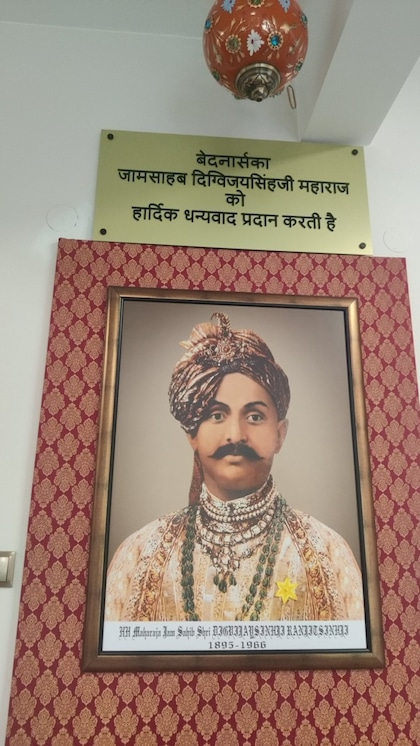 बेदनार्सका
जामसाहब दिग्विजयसिंहजी महाराज
को
हार्दिक धन्यवाद प्रदान करती है
HH Maharaja Jam Sahib Shri DIGVIJAYSINHJI RANJITSINHJI
1895-1966